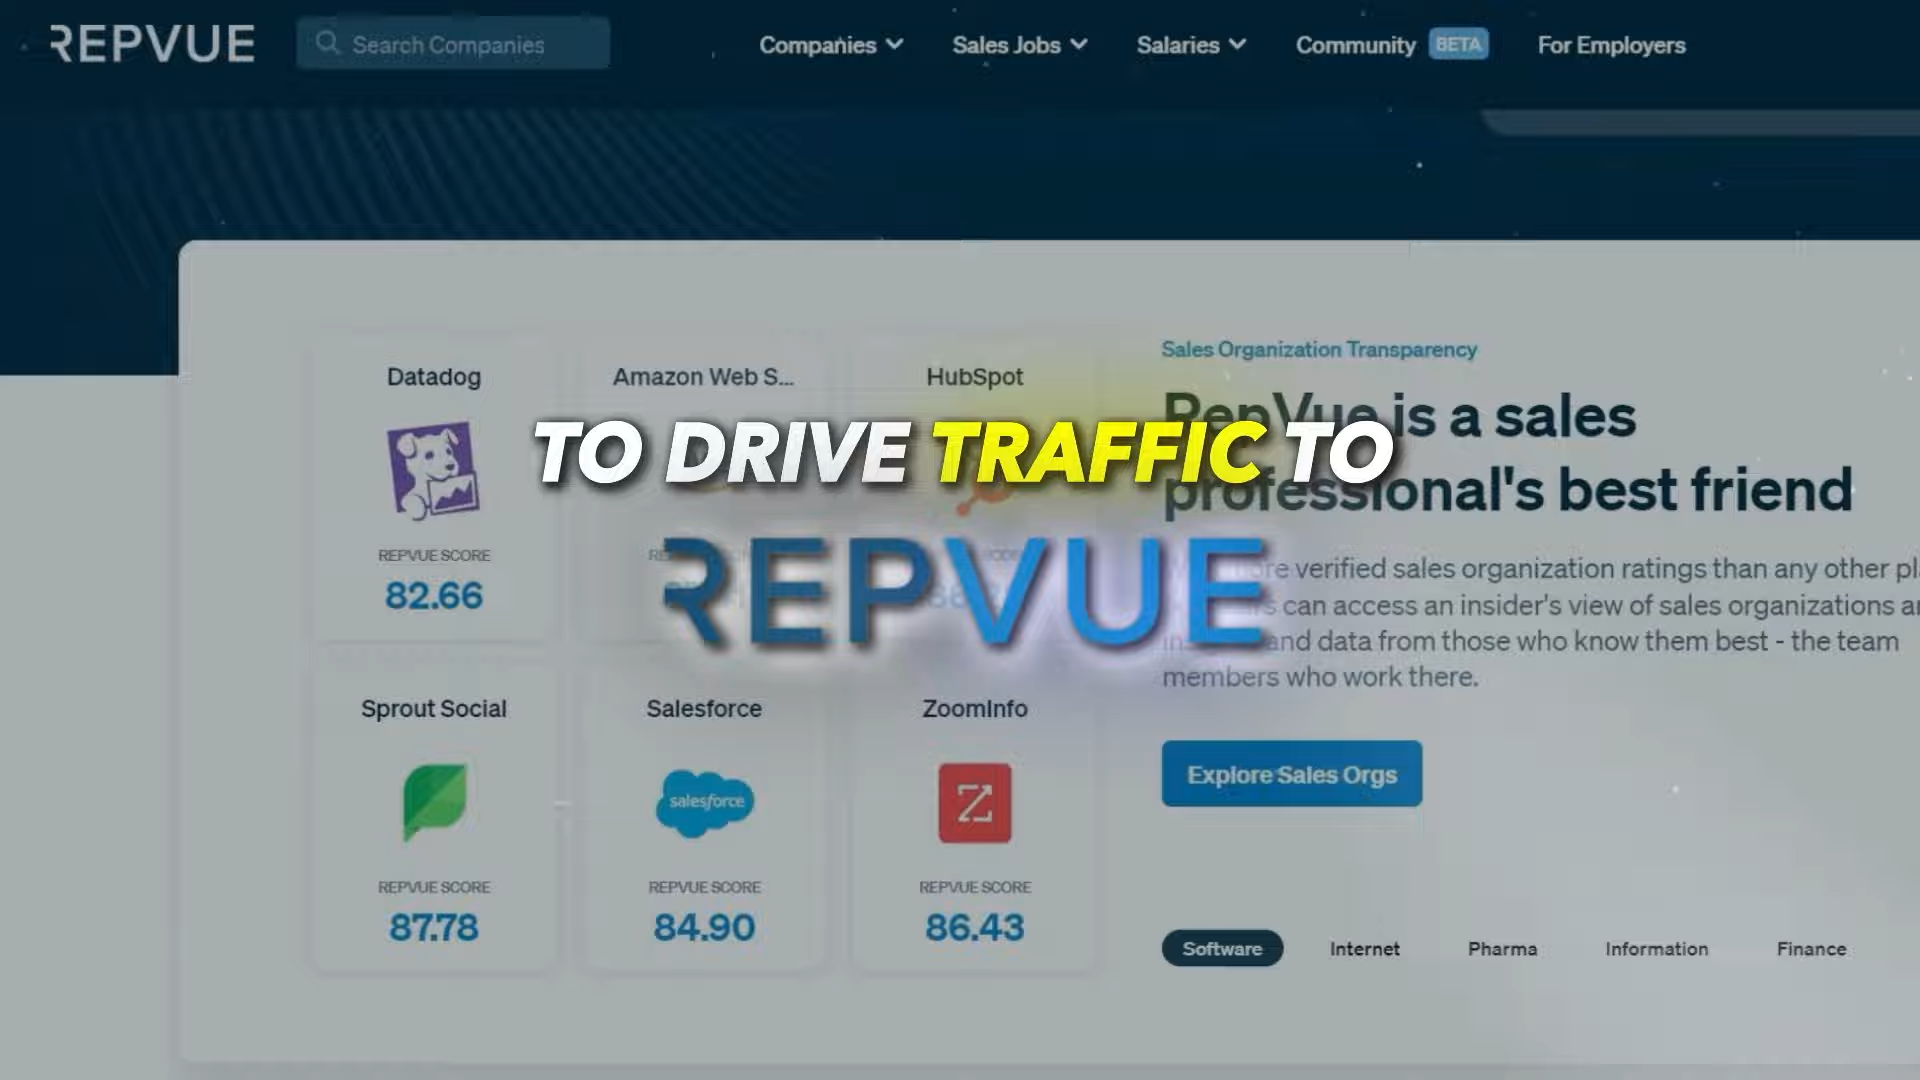 REPVUE
Search Companies
Companies
Sales Jobs
Salaries
Community BETA
For Employers
Datadog
REPVUE SCORE
82.66
Amazon Web S...
HubSpot
Sprout Social
REPVUE SCORE
87.78
Salesforce
salesforce
REPVUE SCORE
84.90
ZoomInfo
REPVUE SCORE
86.43
TO DRIVE TRAFFIC TO
REPVUE
Sales Organization Transparency
RepVue is a sales
professional's best friend
verified sales organization ratings than any other
can access an insider's view of sales organizations
and data from those who know them best - the team
members who work there.
Explore Sales Orgs
Software
Internet
Pharma
Information
Finance